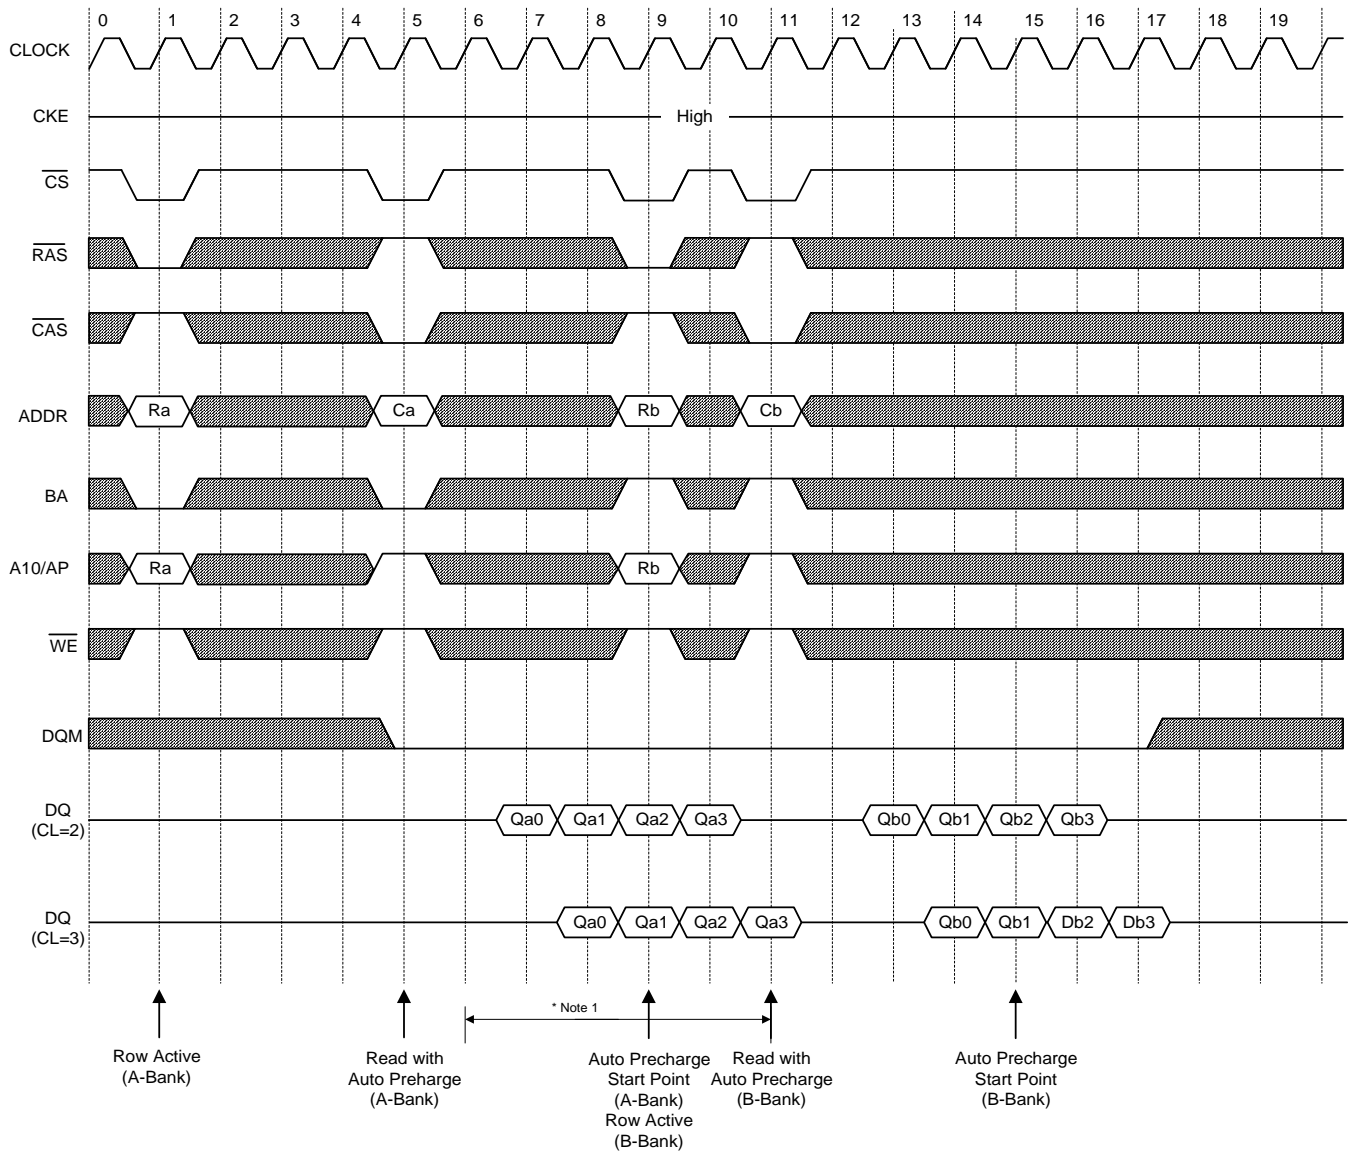 0 1 2 3 4 5 6 7 8 9 10 11 12 13 14 15 16 17 18 19
CLOCK
CKE
High
CS
RAS
CAS
ADDR
Ra
Ca
Rb
Cb
BA
A10/AP
Ra
Rb
WE
DQM
DQ
(CL=2)
Qa0 Qa1 Qa2 Qa3 Qb0 Qb1 Qb2 Qb3
DQ
(CL=3)
Qa0 Qa1 Qa2 Qa3 Qb0 Qb1 Db2 Db3
* Note 1
Row Active
(A-Bank)
Read with
Auto Preharge
(A-Bank)
Auto Precharge
Start Point
(A-Bank)
Row Active
(B-Bank)
Read with
Auto Precharge
(B-Bank)
Auto Precharge
Start Point
(B-Bank)